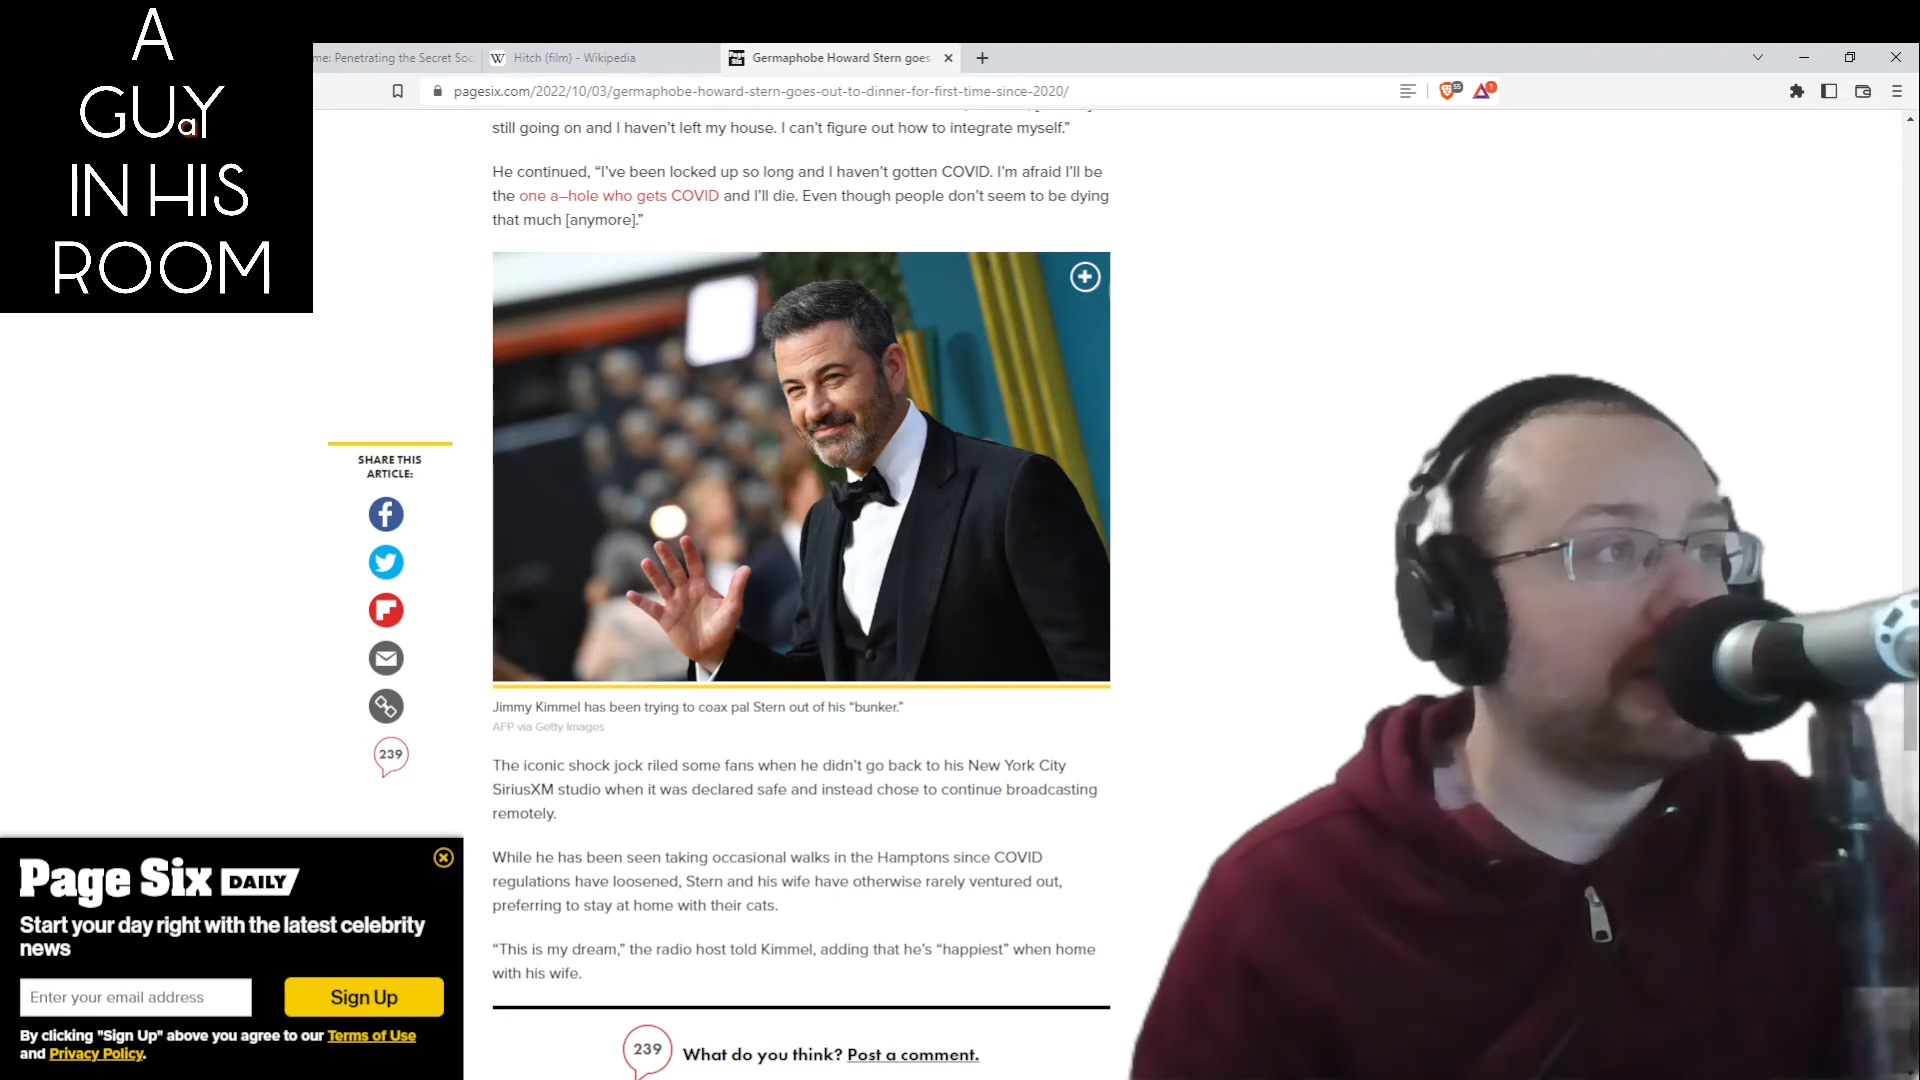 A
GUaY
IN HIS
ROOM
me: Penetrating the Secret Soc
W Hitch (film) - Wikipedia
Germaphobe Howard Stern goes
pagesix.com/2022/10/03/germaphobe-howard-stern-goes-out-to-dinner-for-first-time-since-2020/
55
1
still going on and I haven’t left my house. I can’t figure out how to integrate myself.”
He continued, “I’ve been locked up so long and I haven’t gotten COVID. I’m afraid I’ll be
the one a–hole who gets COVID and I’ll die. Even though people don’t seem to be dying
that much [anymore].”
SHARE THIS
ARTICLE:
239
Jimmy Kimmel has been trying to coax pal Stern out of his “bunker.”
AFP via Getty Images
The iconic shock jock riled some fans when he didn’t go back to his New York City
SiriusXM studio when it was declared safe and instead chose to continue broadcasting
remotely.
While he has been seen taking occasional walks in the Hamptons since COVID
regulations have loosened, Stern and his wife have otherwise rarely ventured out,
preferring to stay at home with their cats.
“This is my dream,” the radio host told Kimmel, adding that he’s “happiest” when home
with his wife.
239
What do you think? Post a comment.
Page Six DAILY
Start your day right with the latest celebrity
news
Enter your email address
Sign Up
By clicking "Sign Up" above you agree to our Terms of Use
and Privacy Policy.